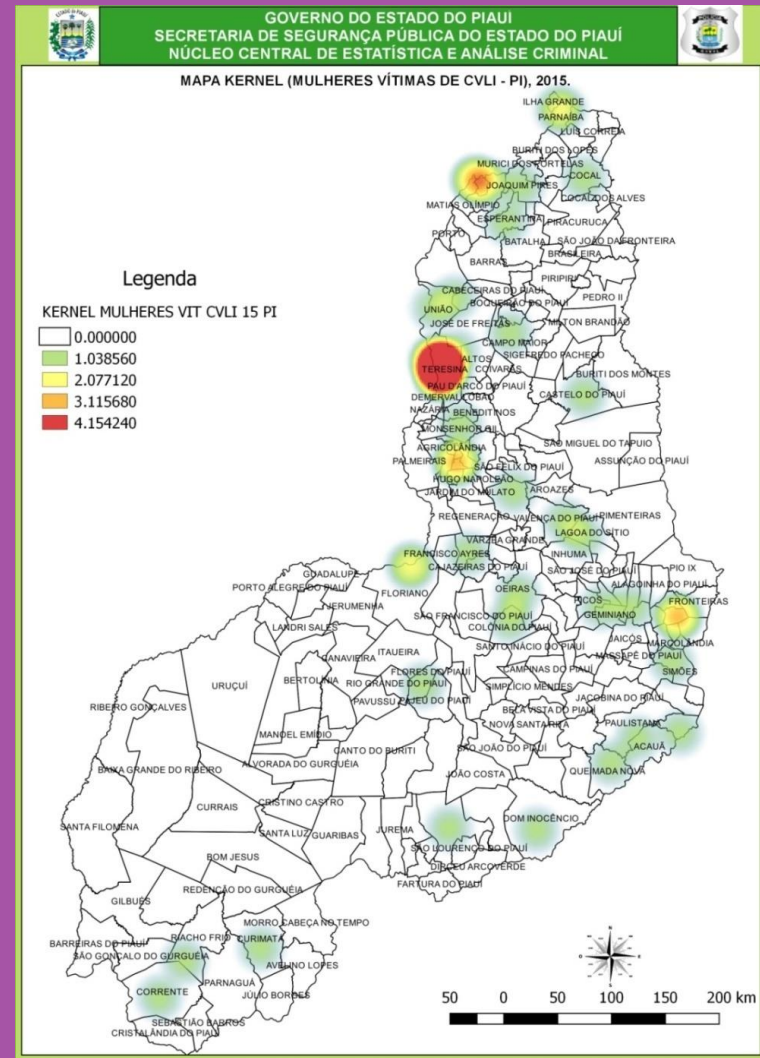 GOVERNO DO ESTADO DO PIAUI
SECRETARIA DE SEGURANÇA PÚBLICA DO ESTADO DO PIAUÍ
NÚCLEO CENTRAL DE ESTATÍSTICA E ANÁLISE CRIMINAL
MAPA KERNEL (MULHERES VÍTIMAS DE CVLI - PI), 2015.
ILHA GRANDE
PARNAÍBA
LUÍS CORREIA
BURITI DOS LOPES
MURICI DOS PORTELAS
COCAL
JOAQUIM PIRES
COCAL DOS ALVES
MATIAS OLÍMPIO
ESPERANTINA
PIRACURUCA
PORTO
BATALHA
SÃO JOÃO DA FRONTEIRA
BRASILEIRA
BARRAS
PIRIPIRI
Legenda
CABECEIRAS DO PIAUÍ
PEDRO II
BOQUEIRÃO DO PIAUÍ
KERNEL MULHERES VIT CVLI 15 PI
UNIÃO
JOSÉ DE FREITAS
MILTON BRANDÃO
0.000000
CAMPO MAIOR
1.038560
SIGEFREDO PACHECO
ALTOS
2.077120
TERESINA
COIVARAS
BURITI DOS MONTES
3.115680
PAU D'ARCO DO PIAUÍ
4.154240
CASTELO DO PIAUÍ
DEMERVAL LOBÃO
NAZÁRIA
BENEDITINOS
MONSENHOR GIL
SÃO MIGUEL DO TAPUIO
AGRICOLÂNDIA
PALMEIRAIS
SÃO FELIX DO PIAUÍ
ASSUNÇÃO DO PIAUÍ
HUGO NAPOLEÃO
JARDIM DO MULATO
AROAZES
REGENERAÇÃO
VALENÇA DO PIAUÍ
PIMENTEIRAS
LAGOA DO SÍTIO
VÁRZEA GRANDE
FRANCISCO AYRES
INHUMA
CAJAZEIRAS DO PIAUÍ
SÃO JOSÉ DO PIAUÍ
PIO IX
GUADALUPE
ALAGOINHA DO PIAUÍ
PORTO ALEGRE DO PIAUÍ
FLORIANO
OEIRAS
PICOS
FRONTEIRAS
JERUMENHA
GEMINIANO
SÃO FRANCISCO DO PIAUÍ
LANDRI SALES
COLÔNIA DO PIAUÍ
JAICÓS
MARCOLÂNDIA
ITAUEIRA
SANTO INÁCIO DO PIAUÍ
CANAVIEIRA
MASSAPÊ DO PIAUÍ
FLORES DO PIAUÍ
CAMPINAS DO PIAUÍ
SIMÕES
BERTOLÍNIA
RIO GRANDE DO PIAUÍ
URUÇUÍ
SIMPLÍCIO MENDES
JACOBINA DO PIAUÍ
PAVUSSU
PAJEÚ DO PIAUÍ
RIBEIRO GONÇALVES
BELA VISTA DO PIAUÍ
PAULISTANA
NOVA SANTA RITA
MANOEL EMÍDIO
ACAUÃ
CANTO DO BURITI
SÃO JOÃO DO PIAUÍ
ALVORADA DO GURGUÉIA
BAIXA GRANDE DO RIBEIRO
JOÃO COSTA
QUEIMADA NOVA
CRISTINO CASTRO
CURRAIS
DOM INOCÊNCIO
SANTA FILOMENA
SANTA LUZ
GUARIBAS
JUREMA
SÃO LOURENÇO DO PIAUÍ
BOM JESUS
DIRCEU ARCOVERDE
FARTURA DO PIAUÍ
REDENÇÃO DO GURGUÉIA
GILBUÉS
MORRO CABEÇA NO TEMPO
RIACHO FRIO
CURIMATÁ
BARREIRAS DO PIAUÍ
SÃO GONÇALO DO GURGUÉIA
AVELINO LOPES
PARNAGUÁ
CORRENTE
JÚLIO BORGES
SEBASTIÃO BARROS
CRISTALÂNDIA DO PIAUÍ
50 0 50 100 150 200 km